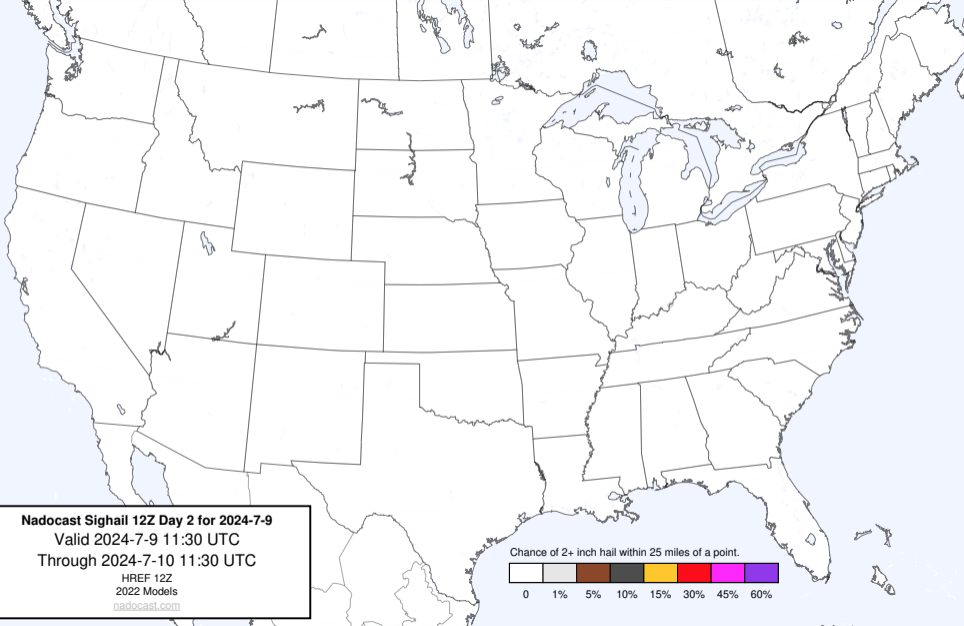 Nadocast Sighail 12Z Day 2 for 2024-7-9
Valid 2024-7-9 11:30 UTC
Through 2024-7-10 11:30 UTC
HREF 12Z
2022 Models
nadocast.com
Chance of 2+ inch hail within 25 miles of a point.
0 1% 5% 10% 15% 30% 45% 60%